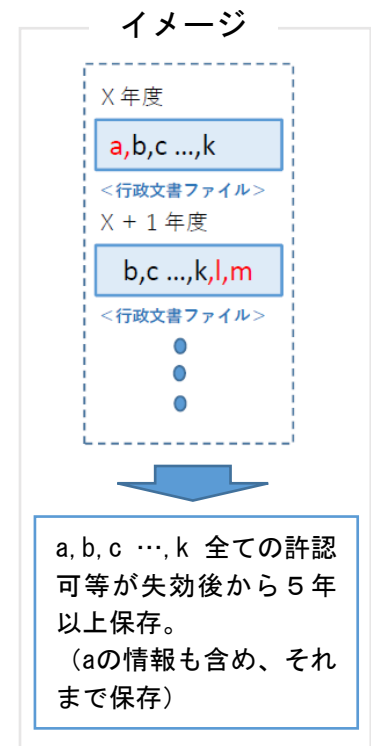 イメージ
X 年度
a,b,c ...,k
<行政文書ファイル>
X + 1 年度
b,c ...,k,l,m
<行政文書ファイル>
a,b,c …,k 全ての許認
可等が失効後から５年
以上保存。
（aの情報も含め、それ
まで保存）